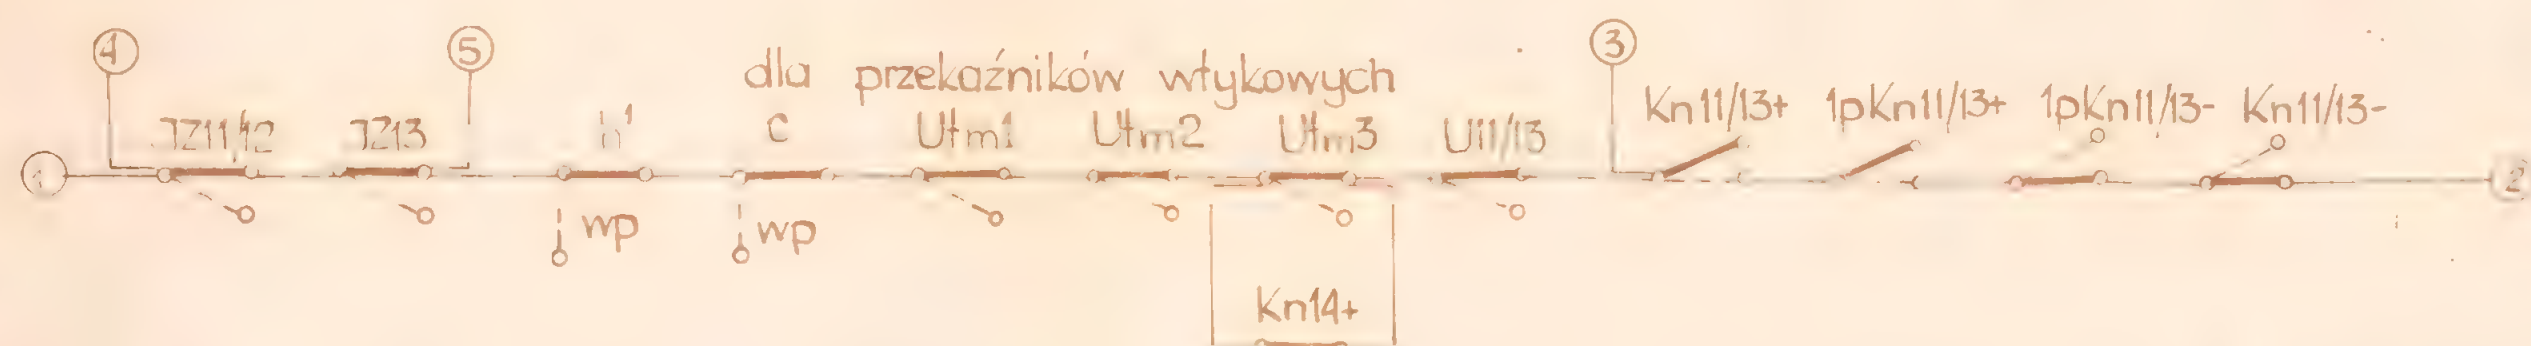 4 5 3
dla przekaźników wtykowych
Kn11/13+ 1pKn11/13+ 1pKn11/13- Kn11/13-
JZ11/12 JZ13 h1 c Utm1 Utm2 Utm3 U11/13
1 2
wp wp
Kn14+